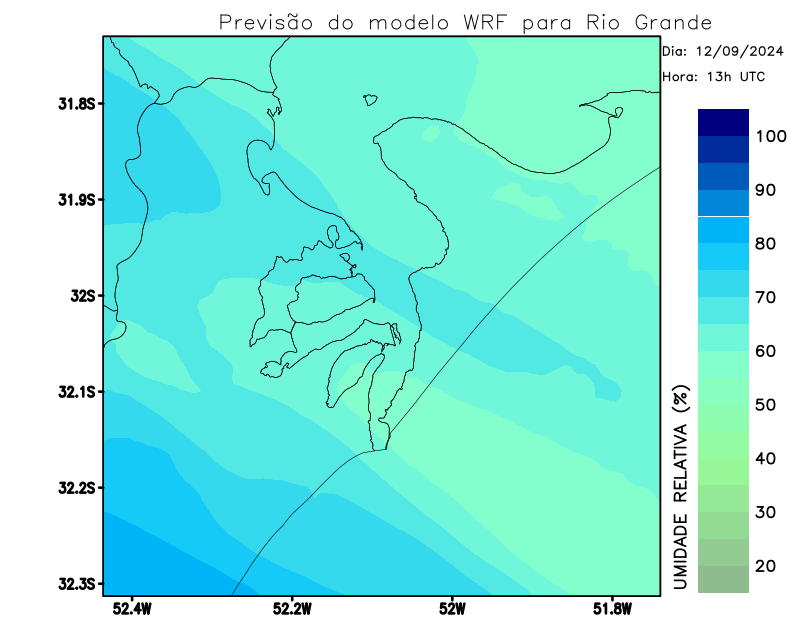 Previsão do modelo WRF para Rio Grande
Dia: 12/09/2024
Hora: 13h UTC
31.8S
31.9S
32S
32.1S
32.2S
32.3S
52.4W
52.2W
52W
51.8W
100
90
80
70
60
50
40
30
20
UMIDADE RELATIVA (%)